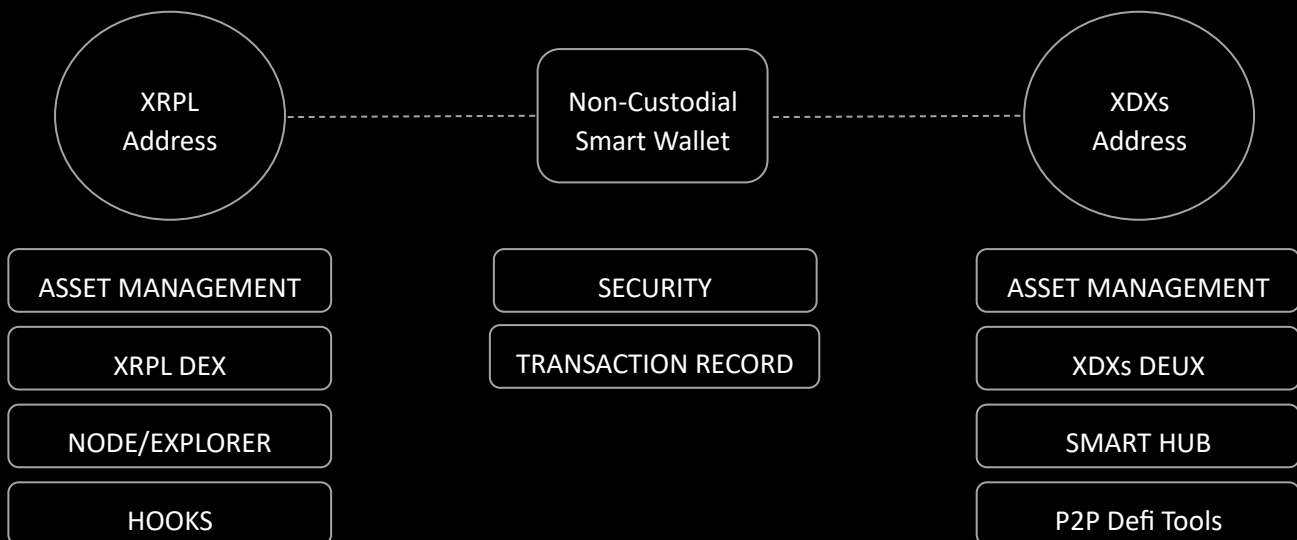 XRPL
Address
Non-Custodial
Smart Wallet
XDXs
Address
ASSET MANAGEMENT
SECURITY
ASSET MANAGEMENT
XRPL DEX
TRANSACTION RECORD
XDXs DEUX
NODE/EXPLORER
SMART HUB
HOOKS
P2P Defi Tools